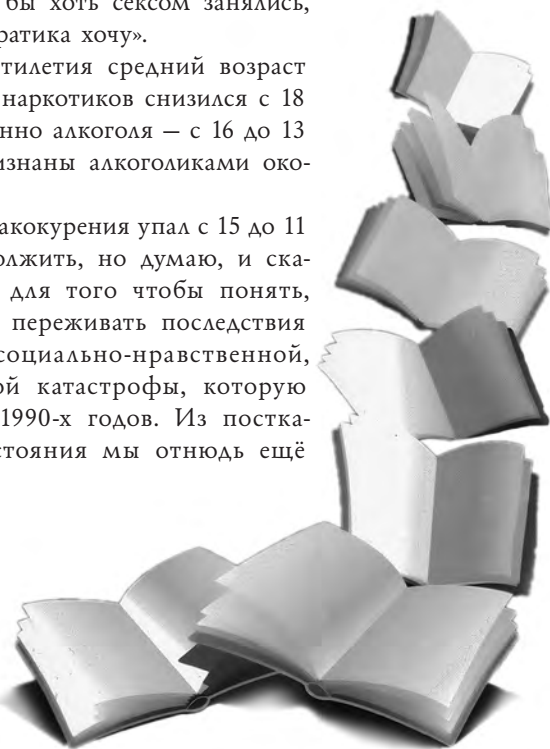 бы хоть сексом занялись,
ратика хочу».
тилетия средний возраст
наркотиков снизился с 18
нно алкоголя – с 16 до 13
изнаны алкоголиками око-
акокурения упал с 15 до 11
олжить, но думаю, и ска-
для того чтобы понять,
переживать последствия
социально-нравственной,
ой катастрофы, которую
1990-х годов. Из постка-
стояния мы отнюдь ещё